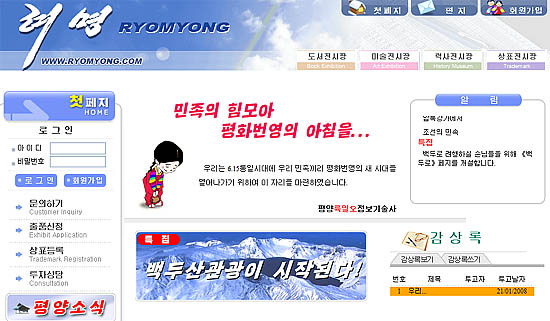 려명 RYOMYONG
WWW.RYOMYONG.COM
첫페지
편 지
회원가입
도서전시장
Book Exhibition
미술전시장
Art Exhibition
력사전시장
History Museum
상표전시장
Trademark
첫페지
HOME
로 그 인
아 이 디
비밀번호
로 그 인
회원가입
문의하기
Customer Inquiry
출품신청
Exhibit Application
상표등록
Trademark Registration
투자상담
Consultation
평양소식
민족의 힘모아
평화번영의 아침을...
우리는 6.15통일시대에 우리 민족끼리 평화번영의 새 시대를
열어나가기 위하여 이 자리를 마련하였습니다.
평양륙일오정보기술사
특 집
백두산관광이 시작된다!
알 림
조선의 민속
특집
백두로 려행하실 손님들을 위해 《백
두로》 페지를 개설합니다.
감 상 록
감상록보기
감상록쓰기
번호 제목 투고자 투고날자
1 우리... 21/01/2008